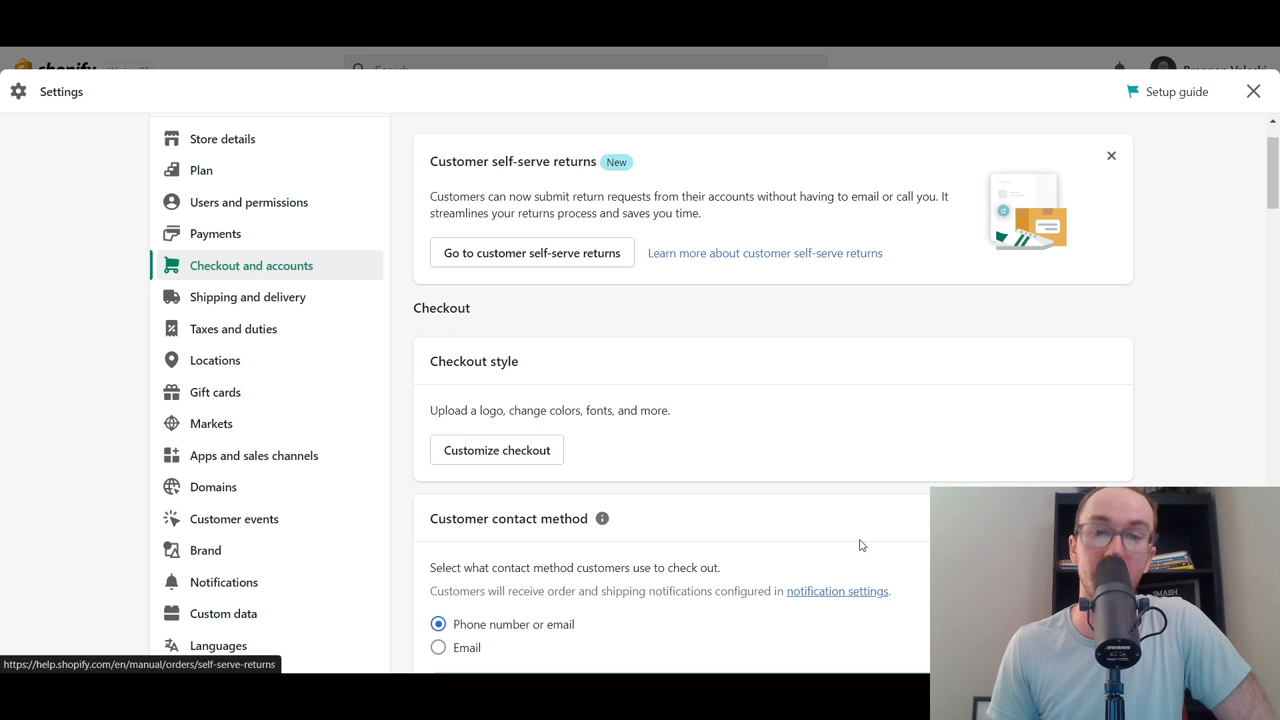 shopify
Search
Settings
Setup guide
Store details
Plan
Users and permissions
Payments
Checkout and accounts
Shipping and delivery
Taxes and duties
Locations
Gift cards
Markets
Apps and sales channels
Domains
Customer events
Brand
Notifications
Custom data
Languages
https://help.shopify.com/en/manual/orders/self-serve-returns
Customer self-serve returns New
Customers can now submit return requests from their accounts without having to email or call you. It
streamlines your returns process and saves you time.
Go to customer self-serve returns Learn more about customer self-serve returns
Checkout
Checkout style
Upload a logo, change colors, fonts, and more.
Customize checkout
Customer contact method
Select what contact method customers use to check out.
Customers will receive order and shipping notifications configured in notification settings.
Phone number or email
Email
SMASH